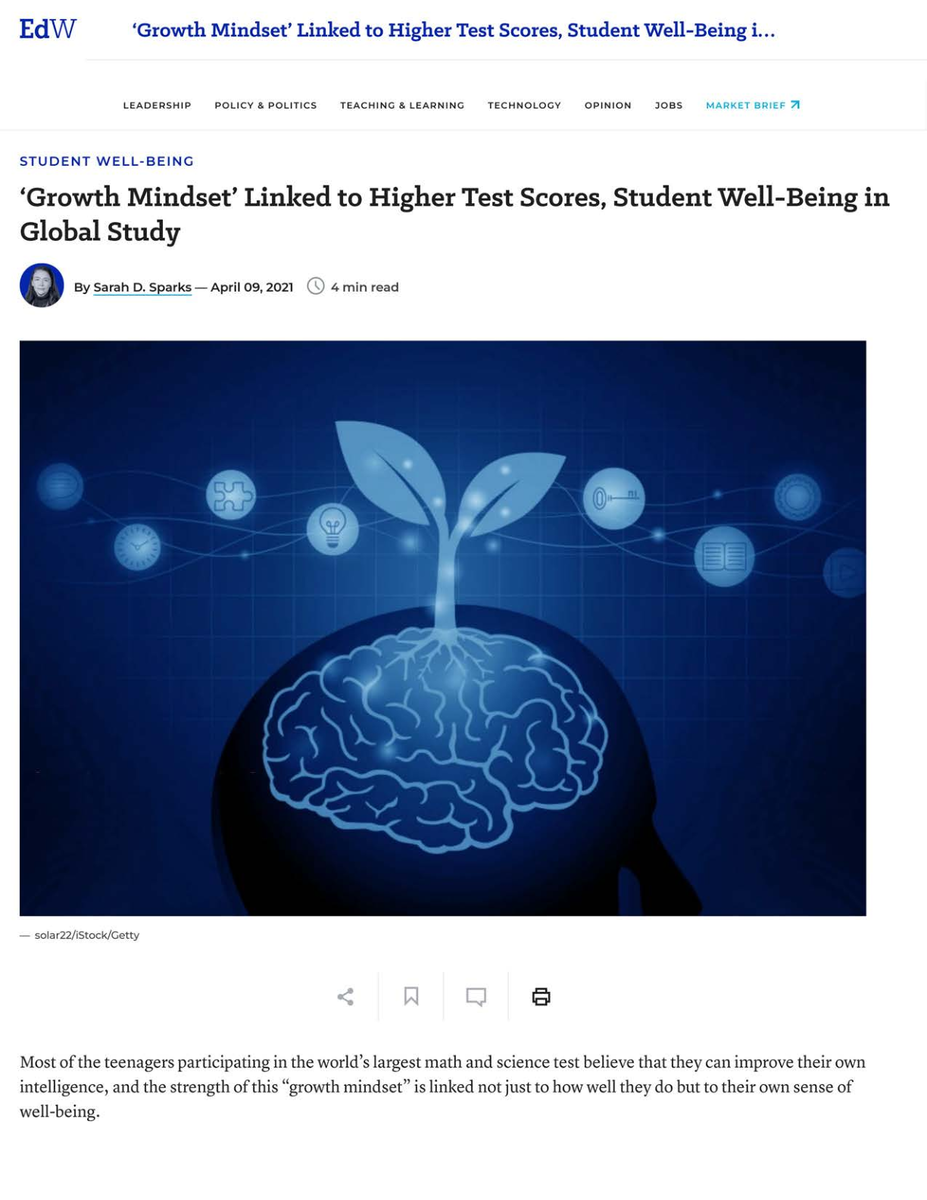 EdW
‘Growth Mindset’ Linked to Higher Test Scores, Student Well-Being i...
LEADERSHIP POLICY & POLITICS TEACHING & LEARNING TECHNOLOGY OPINION JOBS MARKET BRIEF
STUDENT WELL-BEING
‘Growth Mindset’ Linked to Higher Test Scores, Student Well-Being in
Global Study
By Sarah D. Sparks — April 09, 2021 4 min read
— solar22/iStock/Getty
Most of the teenagers participating in the world’s largest math and science test believe that they can improve their own
intelligence, and the strength of this “growth mindset” is linked not just to how well they do but to their own sense of
well-being.